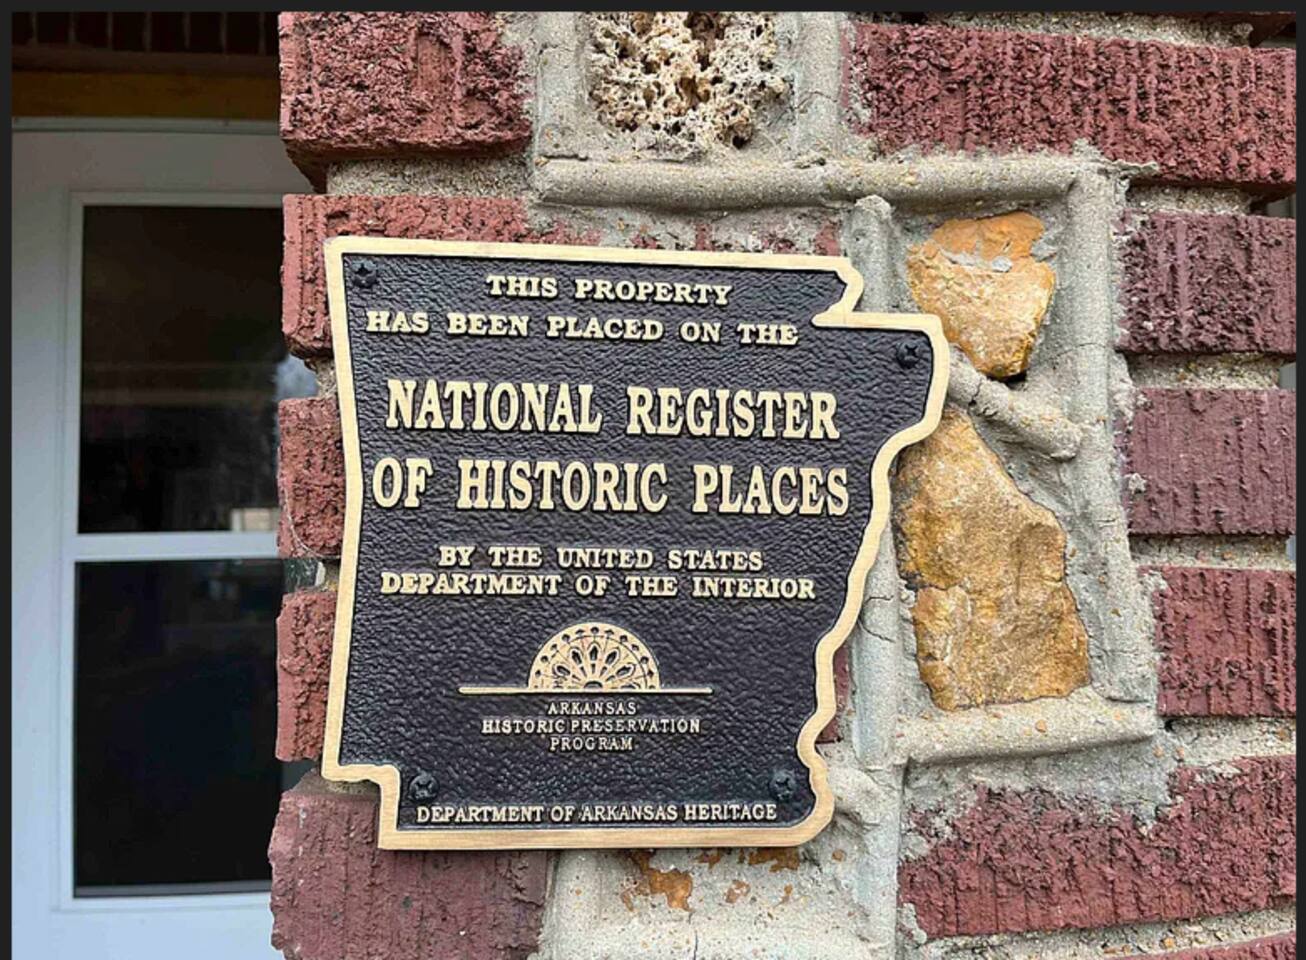 THIS PROPERTY
HAS BEEN PLACED ON THE
NATIONAL REGISTER
OF HISTORIC PLACES
BY THE UNITED STATES
DEPARTMENT OF THE INTERIOR
ARKANSAS
HISTORIC PRESERVATION
PROGRAM
DEPARTMENT OF ARKANSAS HERITAGE